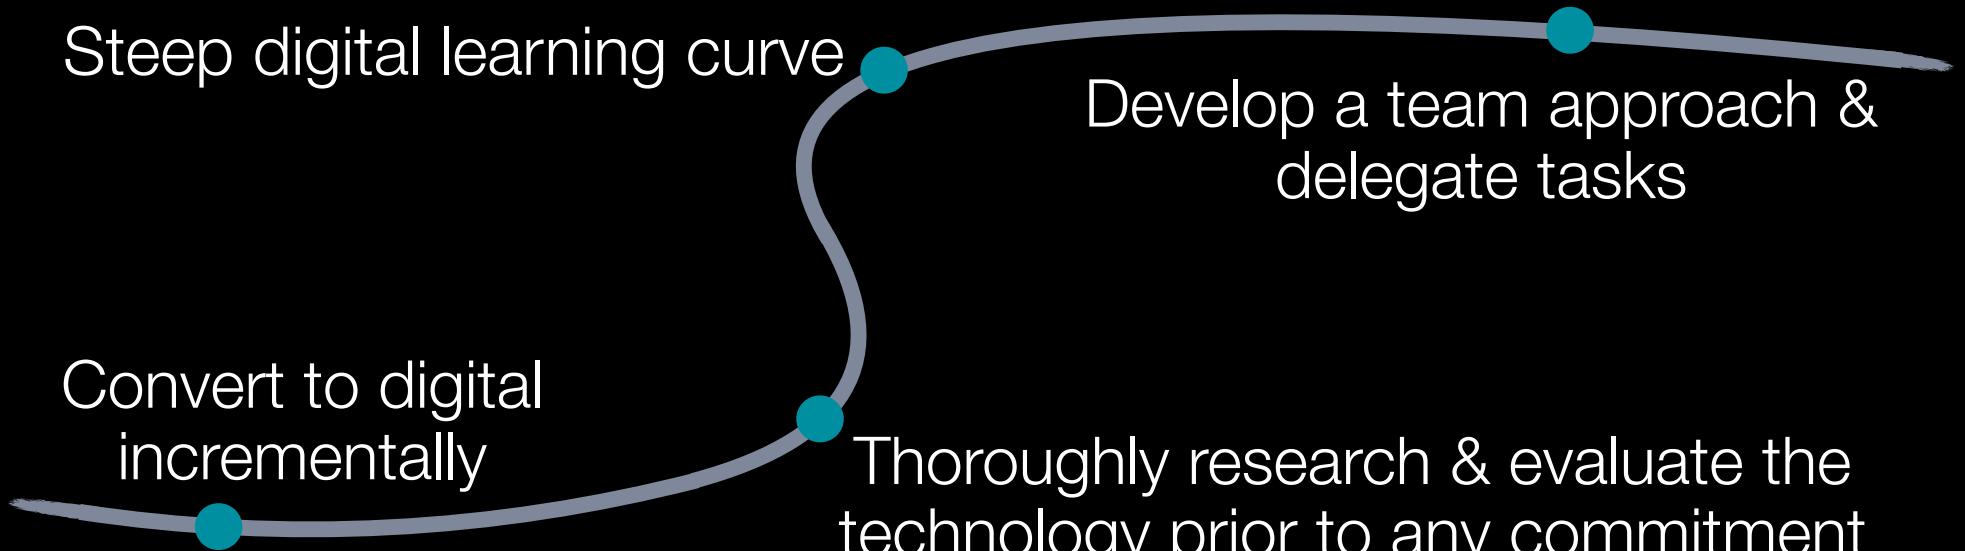 Steep digital learning curve
Develop a team approach &
delegate tasks
Convert to digital
incrementally
Thoroughly research & evaluate the
technology prior to any commitment